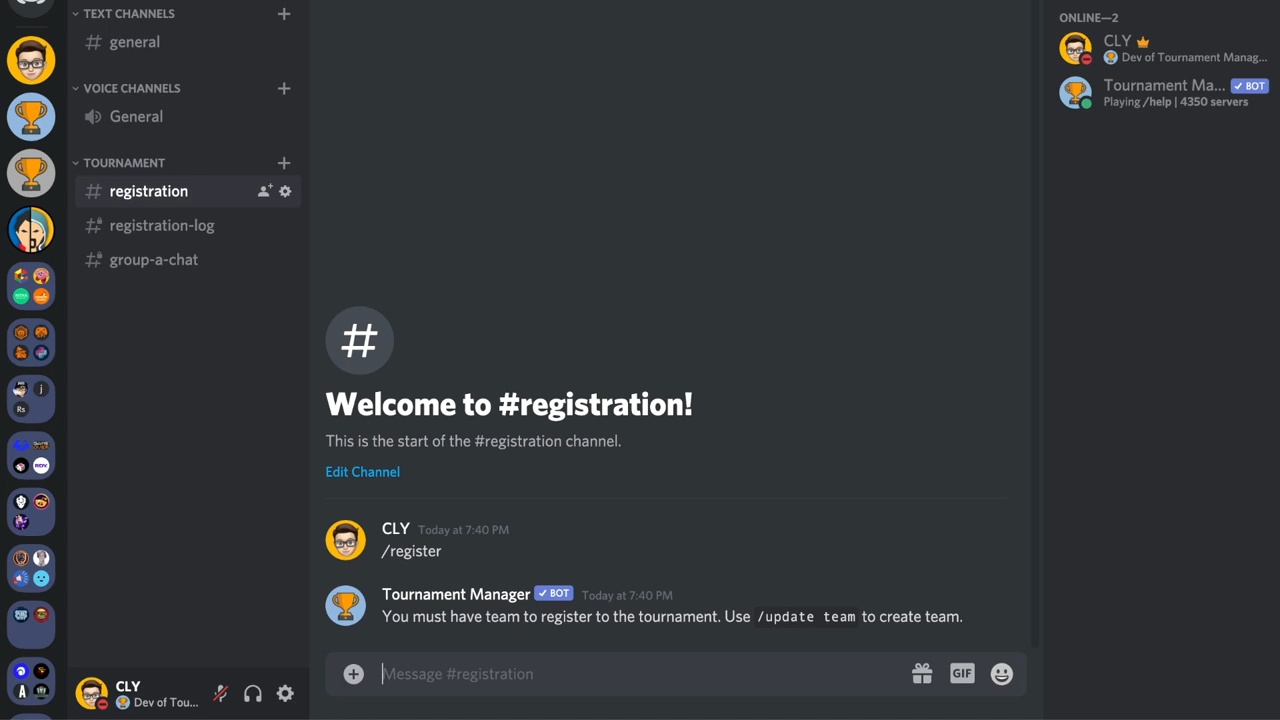 TEXT CHANNELS
general
VOICE CHANNELS
General
TOURNAMENT
registration
registration-log
group-a-chat
CLY
Dev of Tou...
Welcome to #registration!
This is the start of the #registration channel.
Edit Channel
CLY Today at 7:40 PM
/register
Tournament Manager BOT Today at 7:40 PM
You must have team to register to the tournament. Use /update team to create team.
Message #registration
GIF
ONLINE—2
CLY
Dev of Tournament Manag...
Tournament Ma... BOT
Playing /help | 4350 servers